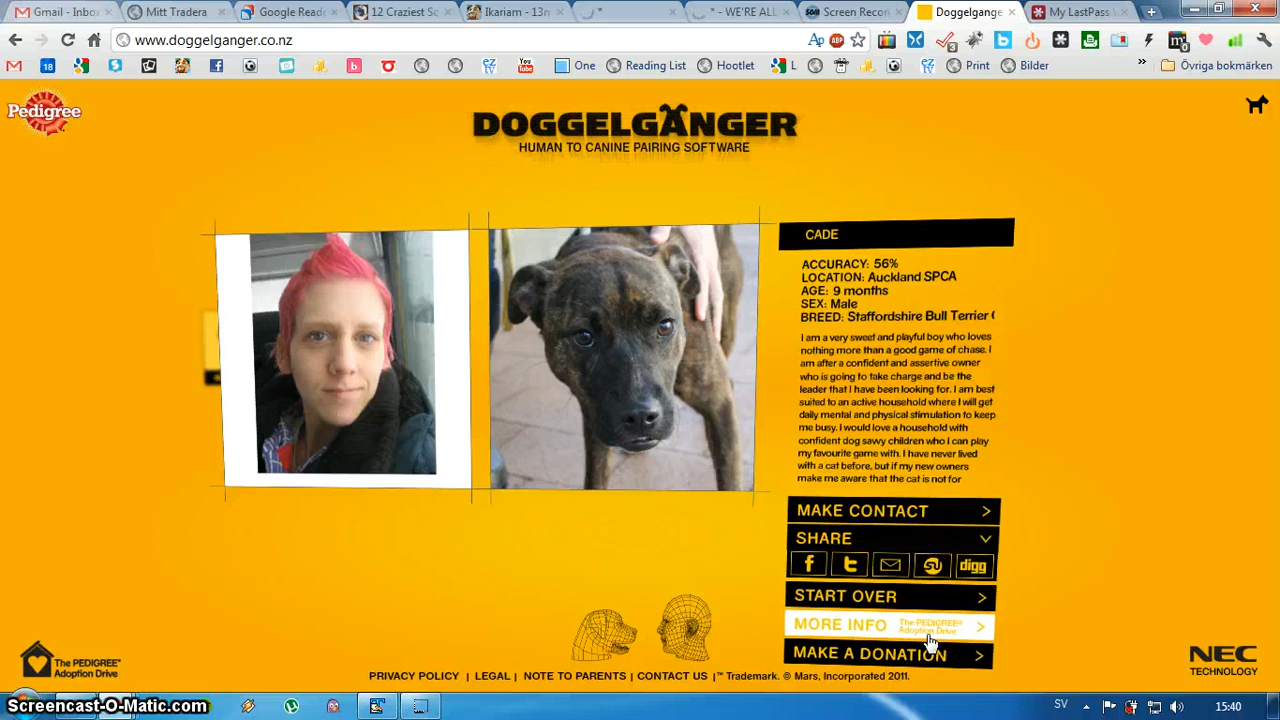 Gmail - Inbox
Mitt Tradera
Google Read
12 Craziest Sc
Ikariam - 13m
" - WE'RE ALL
Screen Recor
Doggelgange
My LastPass V
www.doggelganger.co.nz
One
Reading List
Hootlet
L
Print
Bilder
Övriga bokmärken
Pedigree
DOGGELGÄNGER
HUMAN TO CANINE PAIRING SOFTWARE
CADE
ACCURACY: 56%
LOCATION: Auckland SPCA
AGE: 9 months
SEX: Male
BREED: Staffordshire Bull Terrier
I am a very sweet and playful boy who loves
nothing more than a good game of chase. I
am after a confident and assertive owner
who is going to take charge and be the
leader that I have been looking for. I am best
suited to an active household where I will get
daily mental and physical stimulation to keep
me busy. I would love a household with
confident dog savvy children who I can play
my favourite game with. I have never lived
with a cat before, but if my new owners
make me aware that the cat is not for
MAKE CONTACT
SHARE
digg
START OVER
MORE INFO The PEDIGREE® Adoption Drive
MAKE A DONATION
The PEDIGREE®
Adoption Drive
PRIVACY POLICY | LEGAL | NOTE TO PARENTS | CONTACT US |™ Trademark. © Mars, Incorporated 2011.
NEC
TECHNOLOGY
Screencast-O-Matic.com
SV
15:40